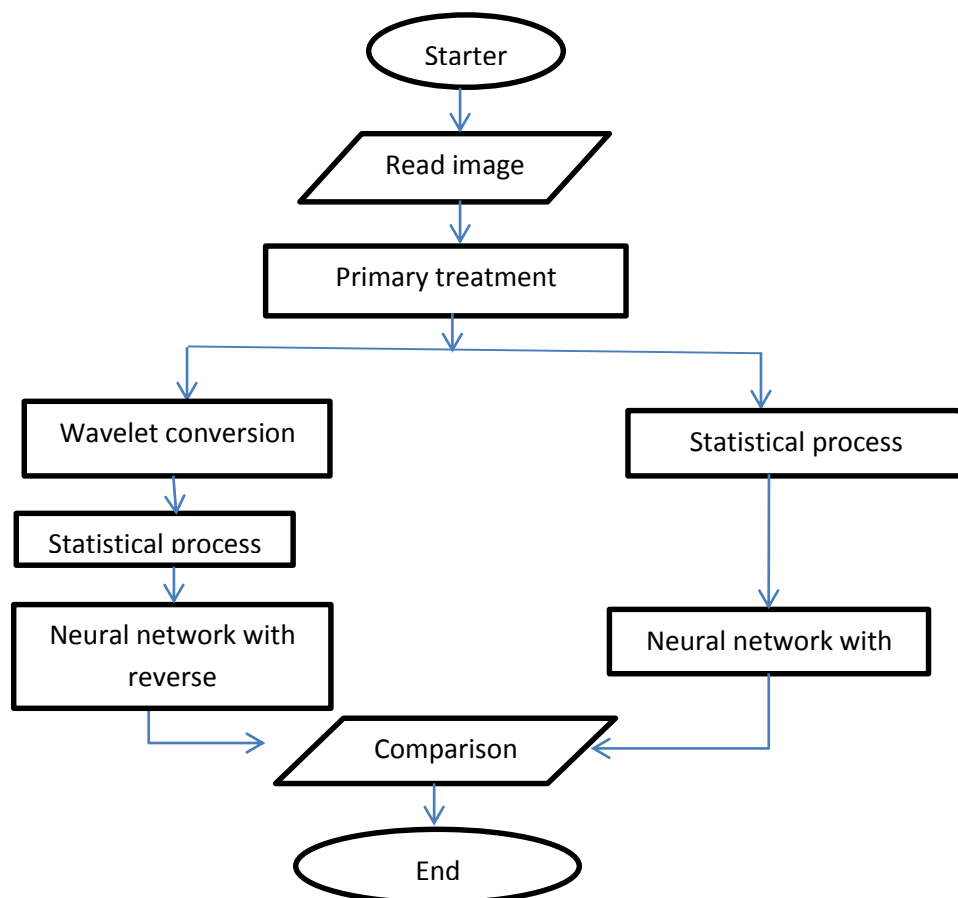 Starter
Read image
Primary treatment
Wavelet conversion
Statistical process
Statistical process
Neural network with
reverse
Neural network with
Comparison
End